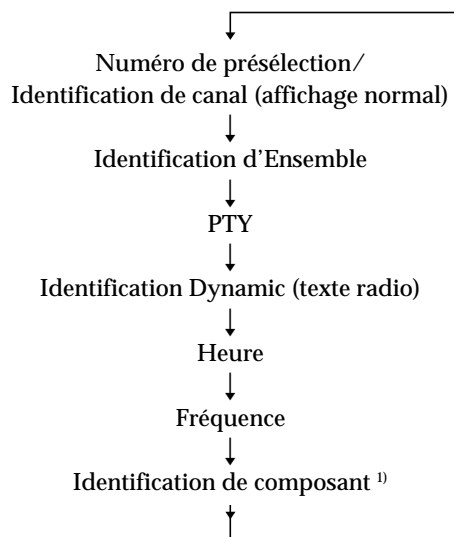 Numéro de présélection/
Identification de canal (affichage normal)
Identification d'Ensemble
PTY
Identification Dynamic (texte radio)
Heure
Fréquence
Identification de composant 1)